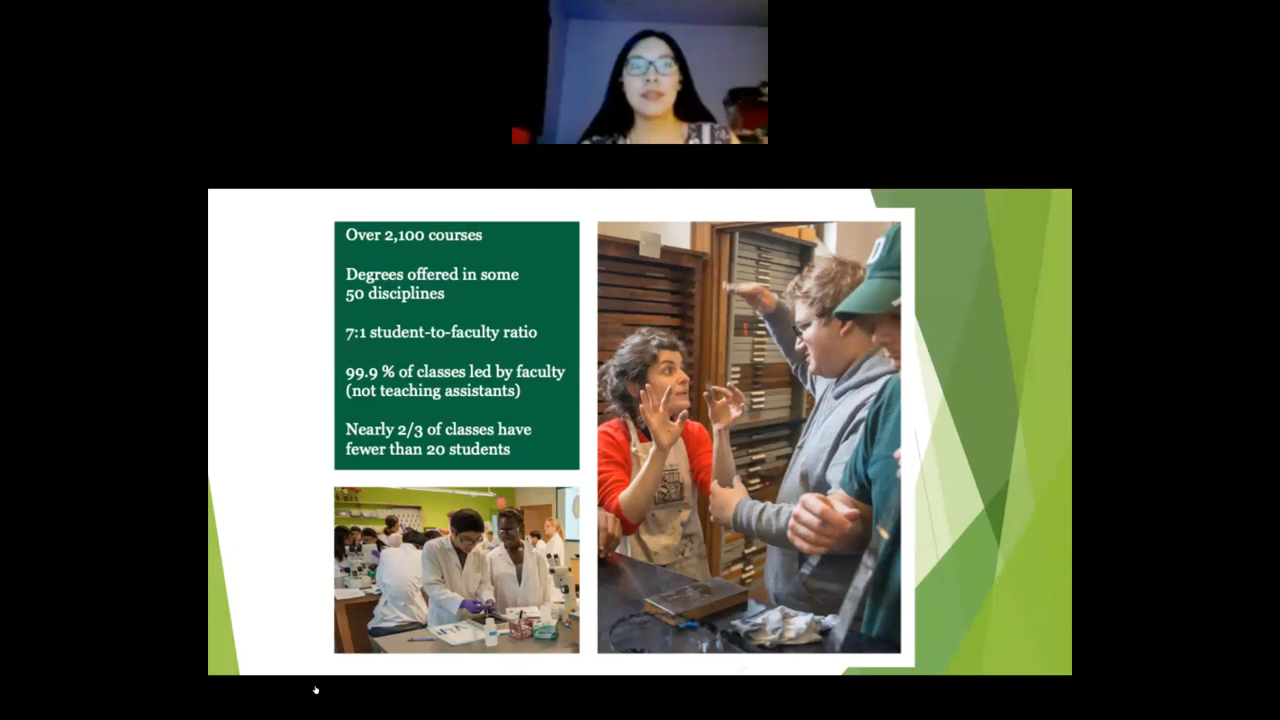 Over 2,100 courses
Degrees offered in some
50 disciplines
7:1 student-to-faculty ratio
99.9 % of classes led by faculty
(not teaching assistants)
Nearly 2/3 of classes have
fewer than 20 students
D